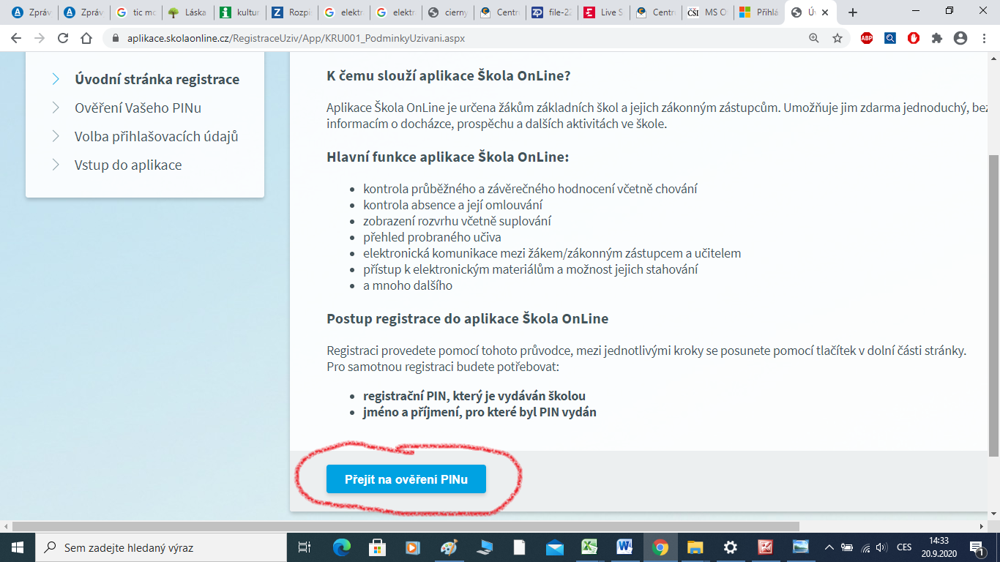 Zpráv
Zpráv
tic mo
Láska
kultur
Rozpi
elektr
elektr
cierny
Centr
file-22
Live S
Centr
MS O
Přihlá
Úv
aplikace.skolaonline.cz/RegistraceUziv/App/KRU001_PodminkyUzivani.aspx
ABP
Úvodní stránka registrace
Ověření Vašeho PINu
Volba přihlašovacích údajů
Vstup do aplikace
K čemu slouží aplikace Škola OnLine?
Aplikace Škola OnLine je určena žákům základních škol a jejich zákonným zástupcům. Umožňuje jim zdarma jednoduchý, bez
informacím o docházce, prospěchu a dalších aktivitách ve škole.
Hlavní funkce aplikace Škola OnLine:
• kontrola průběžného a závěrečného hodnocení včetně chování
• kontrola absence a její omlouvání
• zobrazení rozvrhu včetně suplování
• přehled probraného učiva
• elektronická komunikace mezi žákem/zákonným zástupcem a učitelem
• přístup k elektronickým materiálům a možnost jejich stahování
• a mnoho dalšího
Postup registrace do aplikace Škola OnLine
Registraci provedete pomocí tohoto průvodce, mezi jednotlivými kroky se posunete pomocí tlačítek v dolní části stránky.
Pro samotnou registraci budete potřebovat:
• registrační PIN, který je vydáván školou
• jméno a příjmení, pro které byl PIN vydán
Přejít na ověření PINu
Sem zadejte hledaný výraz
CES
14:33
20.9.2020
1